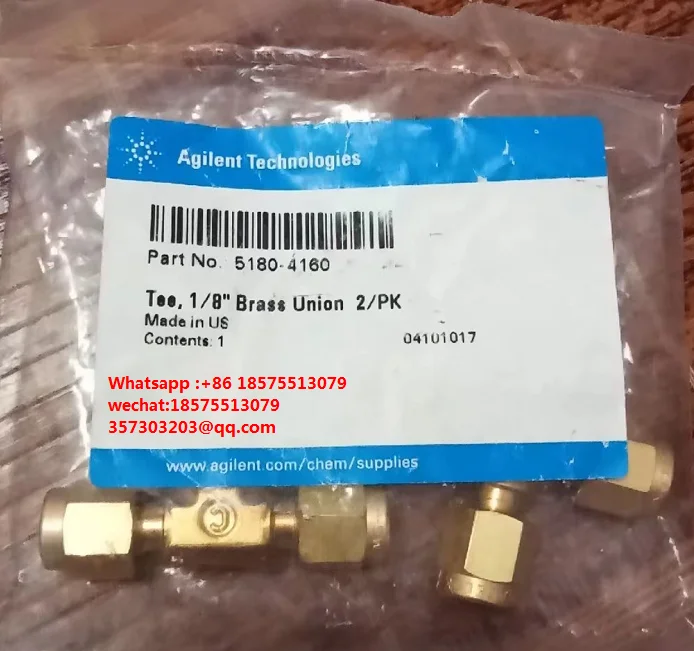 Agilent Technologies
Part No. 5180-4160
Tee, 1/8" Brass Union 2/PK
Made in US
Contents: 1
04101017
Whatsapp :+86 18575513079
wechat:18575513079
357303203@qq.com
www.agilent.com/chem/supplies